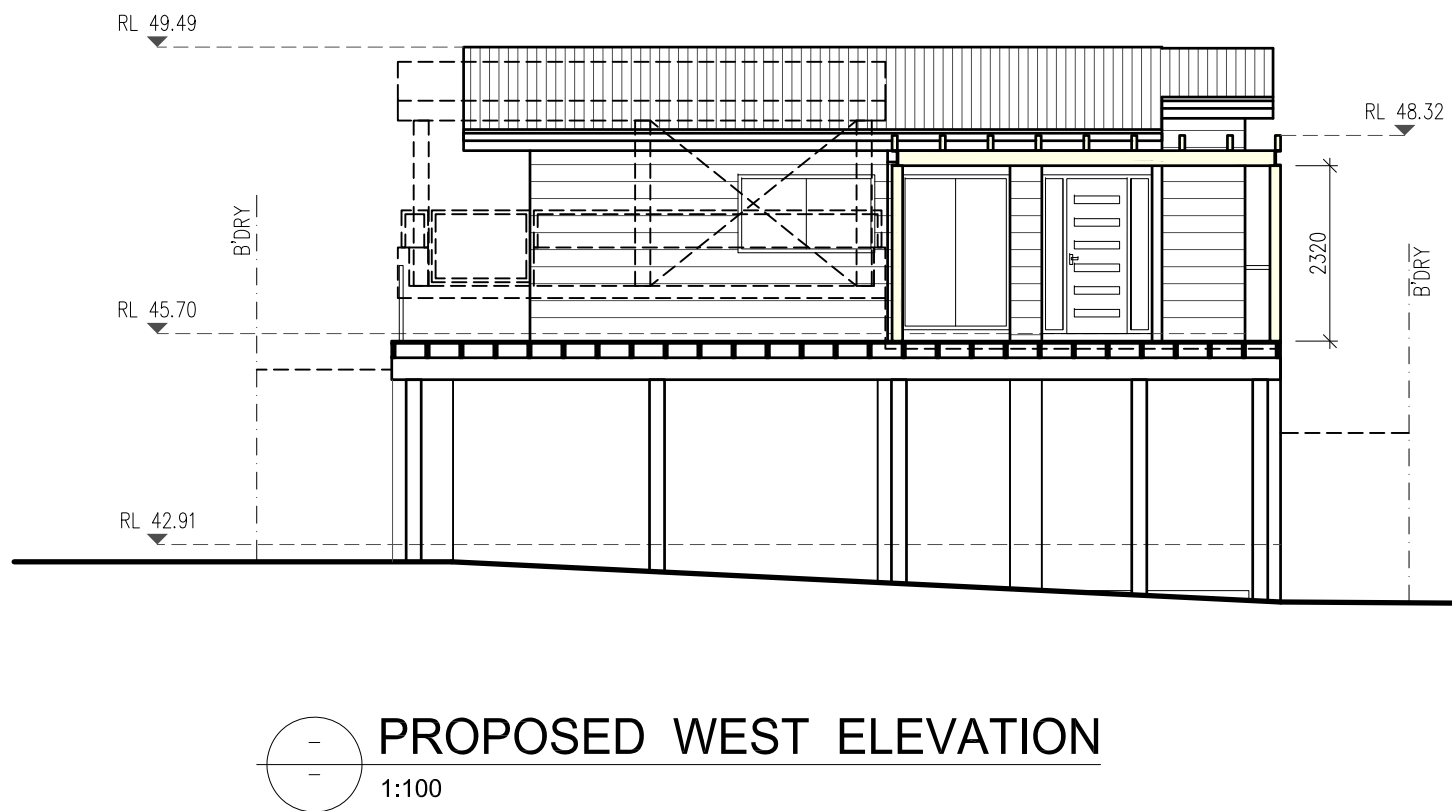 RL 49.49
RL 48.32
B'DRY
2320
B'DRY
RL 45.70
RL 42.91
PROPOSED WEST ELEVATION
1:100